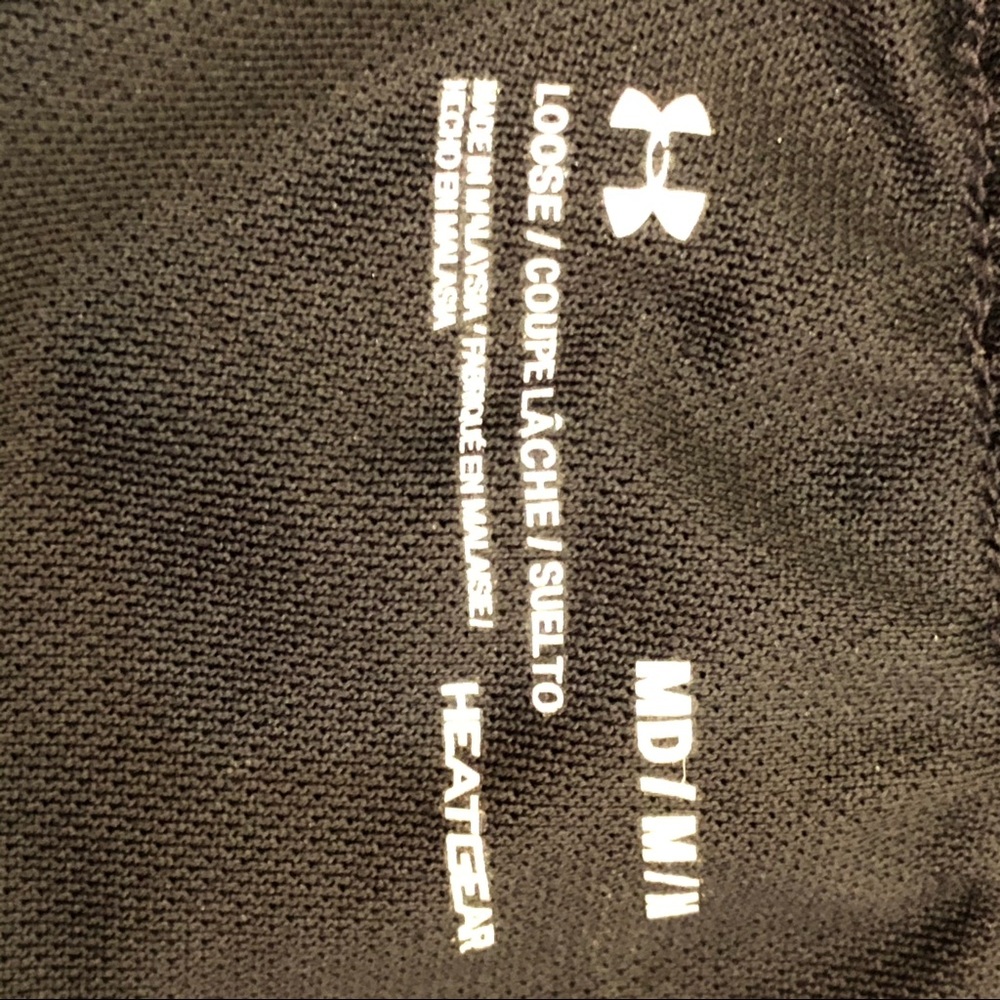 MD / M / M
LOOSE / COUPE LÂCHE / SUELTO
MADE IN MALAYSIA / FABRIQUÉ EN MALAISIE /
HECHO EN MALASIA
HEATGEAR